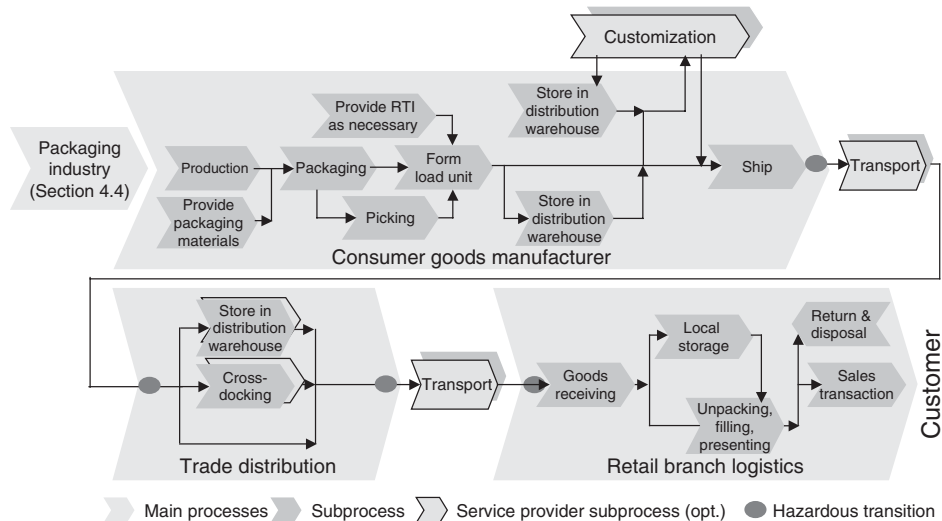 Customization
Store in
distribution
warehouse
Provide RTI
as necessary
Packaging
industry
(Section 4.4)
Production
Packaging
Form
load unit
Ship
Transport
Provide
packaging
materials
Picking
Store in
distribution
warehouse
Consumer goods manufacturer
Store in
distribution
warehouse
Cross-
docking
Trade distribution
Transport
Goods
receiving
Local
storage
Unpacking,
filling,
presenting
Return &
disposal
Sales
transaction
Retail branch logistics
Customer
Main processes
Subprocess
Service provider subprocess (opt.)
Hazardous transition